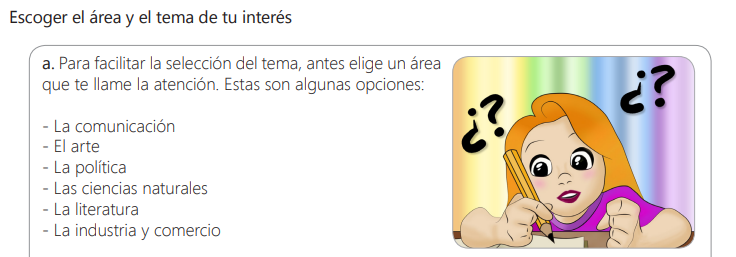 Escoger el área y el tema de tu interés
a. Para facilitar la selección del tema, antes elige un área
que te llame la atención. Estas son algunas opciones:
- La comunicación
- El arte
- La política
- Las ciencias naturales
- La literatura
- La industria y comercio
¿?
¿?